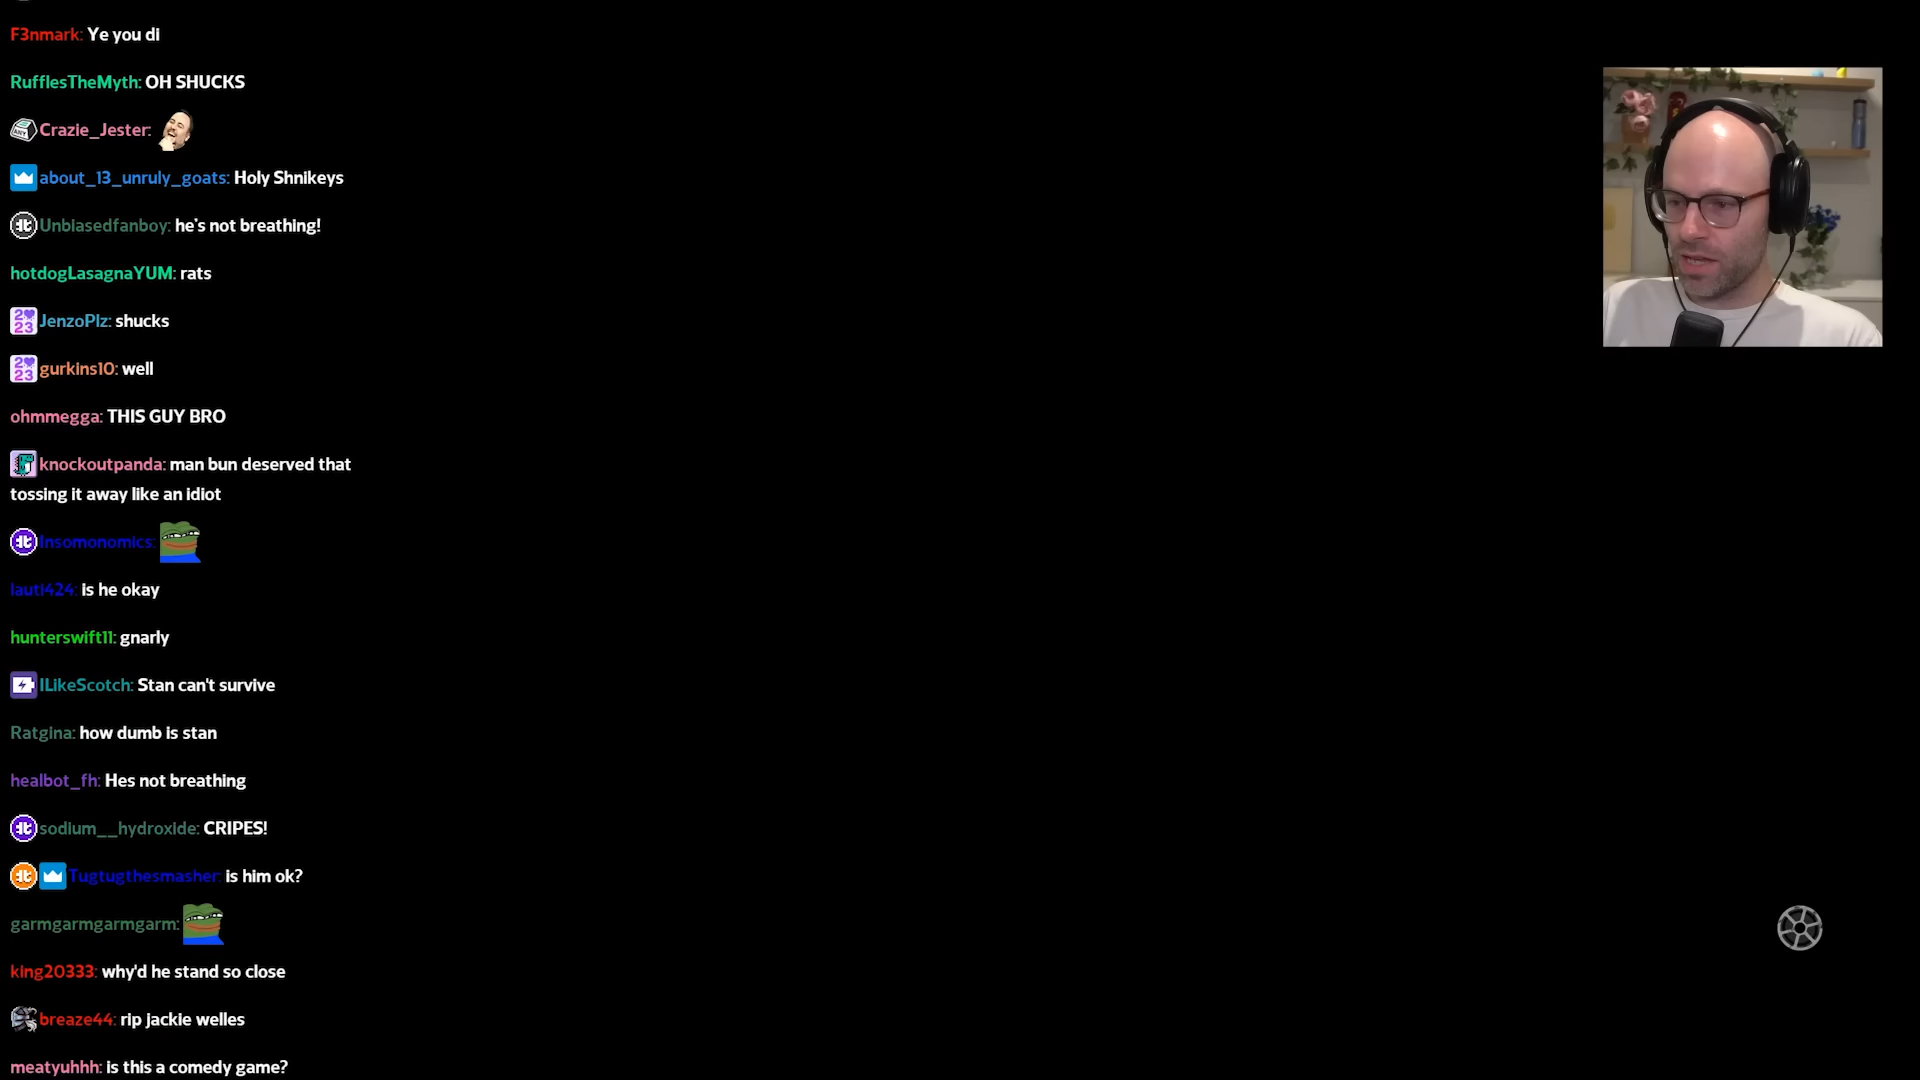 F3nmark: Ye you di
RufflesTheMyth: OH SHUCKS
ANY Crazie_Jester:
about_13_unruly_goats: Holy Shnikeys
Unbiasedfanboy: he's not breathing!
hotdogLasagnaYUM: rats
2023 JenzoPlz: shucks
2023 gurkins10: well
ohmmegga: THIS GUY BRO
knockoutpanda: man bun deserved that
tossing it away like an idiot
Insomonomics:
lauti424: is he okay
hunterswift11: gnarly
ILikeScotch: Stan can't survive
Ratgina: how dumb is stan
healbot_fh: Hes not breathing
sodium__hydroxide: CRIPES!
Tugtugthesmasher: is him ok?
garmgarmgarmgarm:
king20333: why'd he stand so close
breaze44: rip jackie welles
meatyuhhh: is this a comedy game?